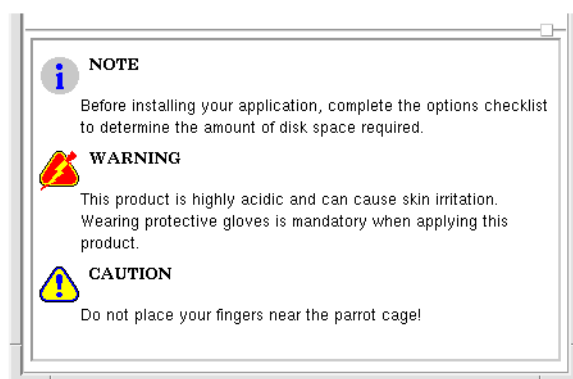 NOTE
Before installing your application, complete the options checklist
to determine the amount of disk space required.
WARNING
This product is highly acidic and can cause skin irritation.
Wearing protective gloves is mandatory when applying this
product.
CAUTION
Do not place your fingers near the parrot cage!